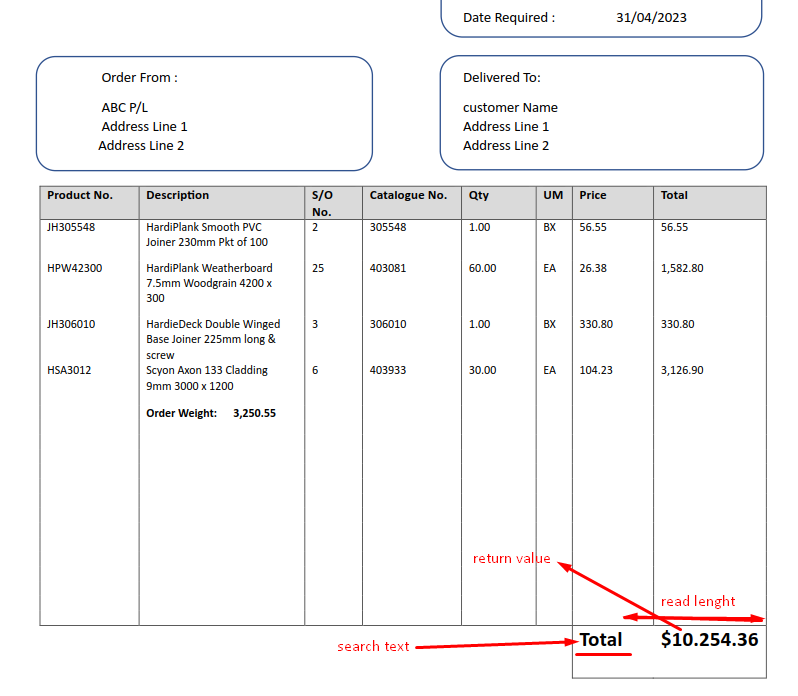 Date Required : 31/04/2023
Order From :
ABC P/L
Address Line 1
Address Line 2
Delivered To:
customer Name
Address Line 1
Address Line 2
Product No. Description S/O No. Catalogue No. Qty UM Price Total
JH305548 HardiPlank Smooth PVC 2 305548 1.00 BX 56.55 56.55
Joiner 230mm Pkt of 100
HPW42300 HardiPlank Weatherboard 25 403081 60.00 EA 26.38 1,582.80
7.5mm Woodgrain 4200 x
300
JH306010 HardieDeck Double Winged 3 306010 1.00 BX 330.80 330.80
Base Joiner 225mm long &
screw
HSA3012 Scyon Axon 133 Cladding 6 403933 30.00 EA 104.23 3,126.90
9mm 3000 x 1200
Order Weight: 3,250.55
return value
read lenght
search text
Total $10.254.36